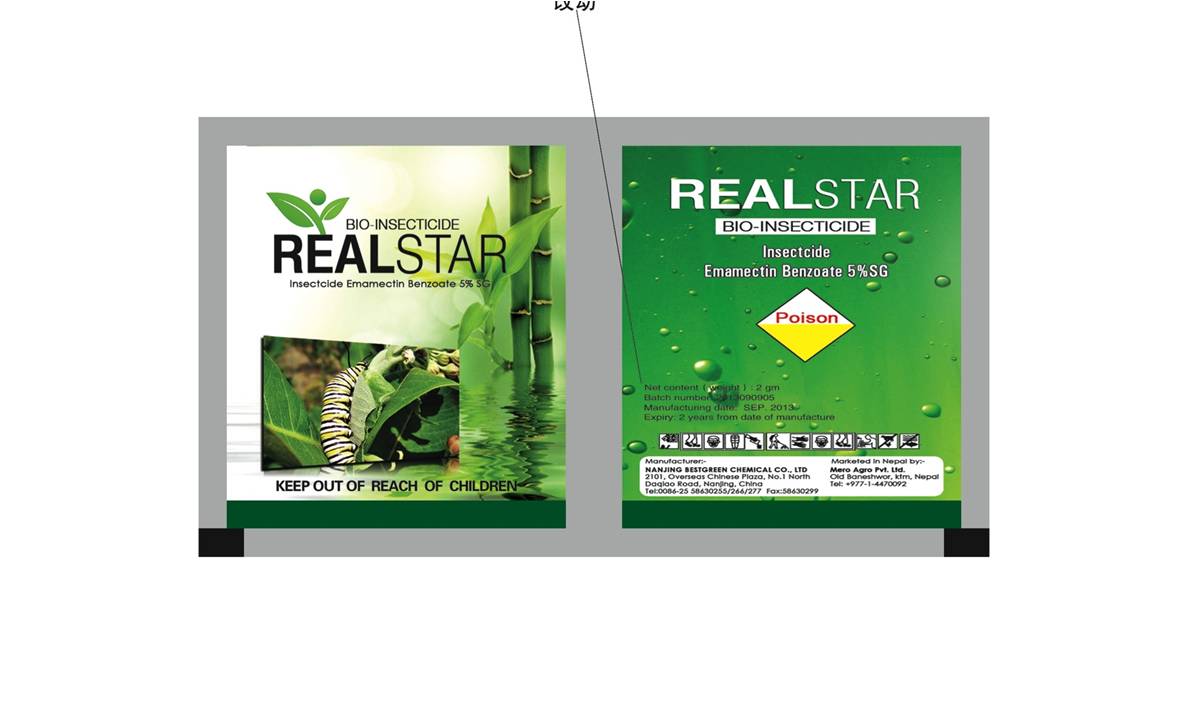 BIO-INSECTICIDE
REALSTAR
Insectcide Emamectin Benzoate 5% SG
KEEP OUT OF REACH OF CHILDREN
REALSTAR
BIO-INSECTICIDE
Insectcide
Emamectin Benzoate 5%SG
Poison
Net content ( weight ) : 2 gm
Batch number: 2013090905
Manufacturing date: SEP. 2013
Expiry: 2 years from date of manufacture
Manufacturer:-
NANJING BESTGREEN CHEMICAL CO., LTD
2101, Overseas Chinese Plaza, No.1 North
Daqiao Road, Nanjing, China
Tel:0086-25 58630255/266/277 Fax:58630299
Marketed in Nepal by:-
Mero Agro Pvt. Ltd.
Old Baneshwor, ktm, Nepal
Tel: +977-1-4470092